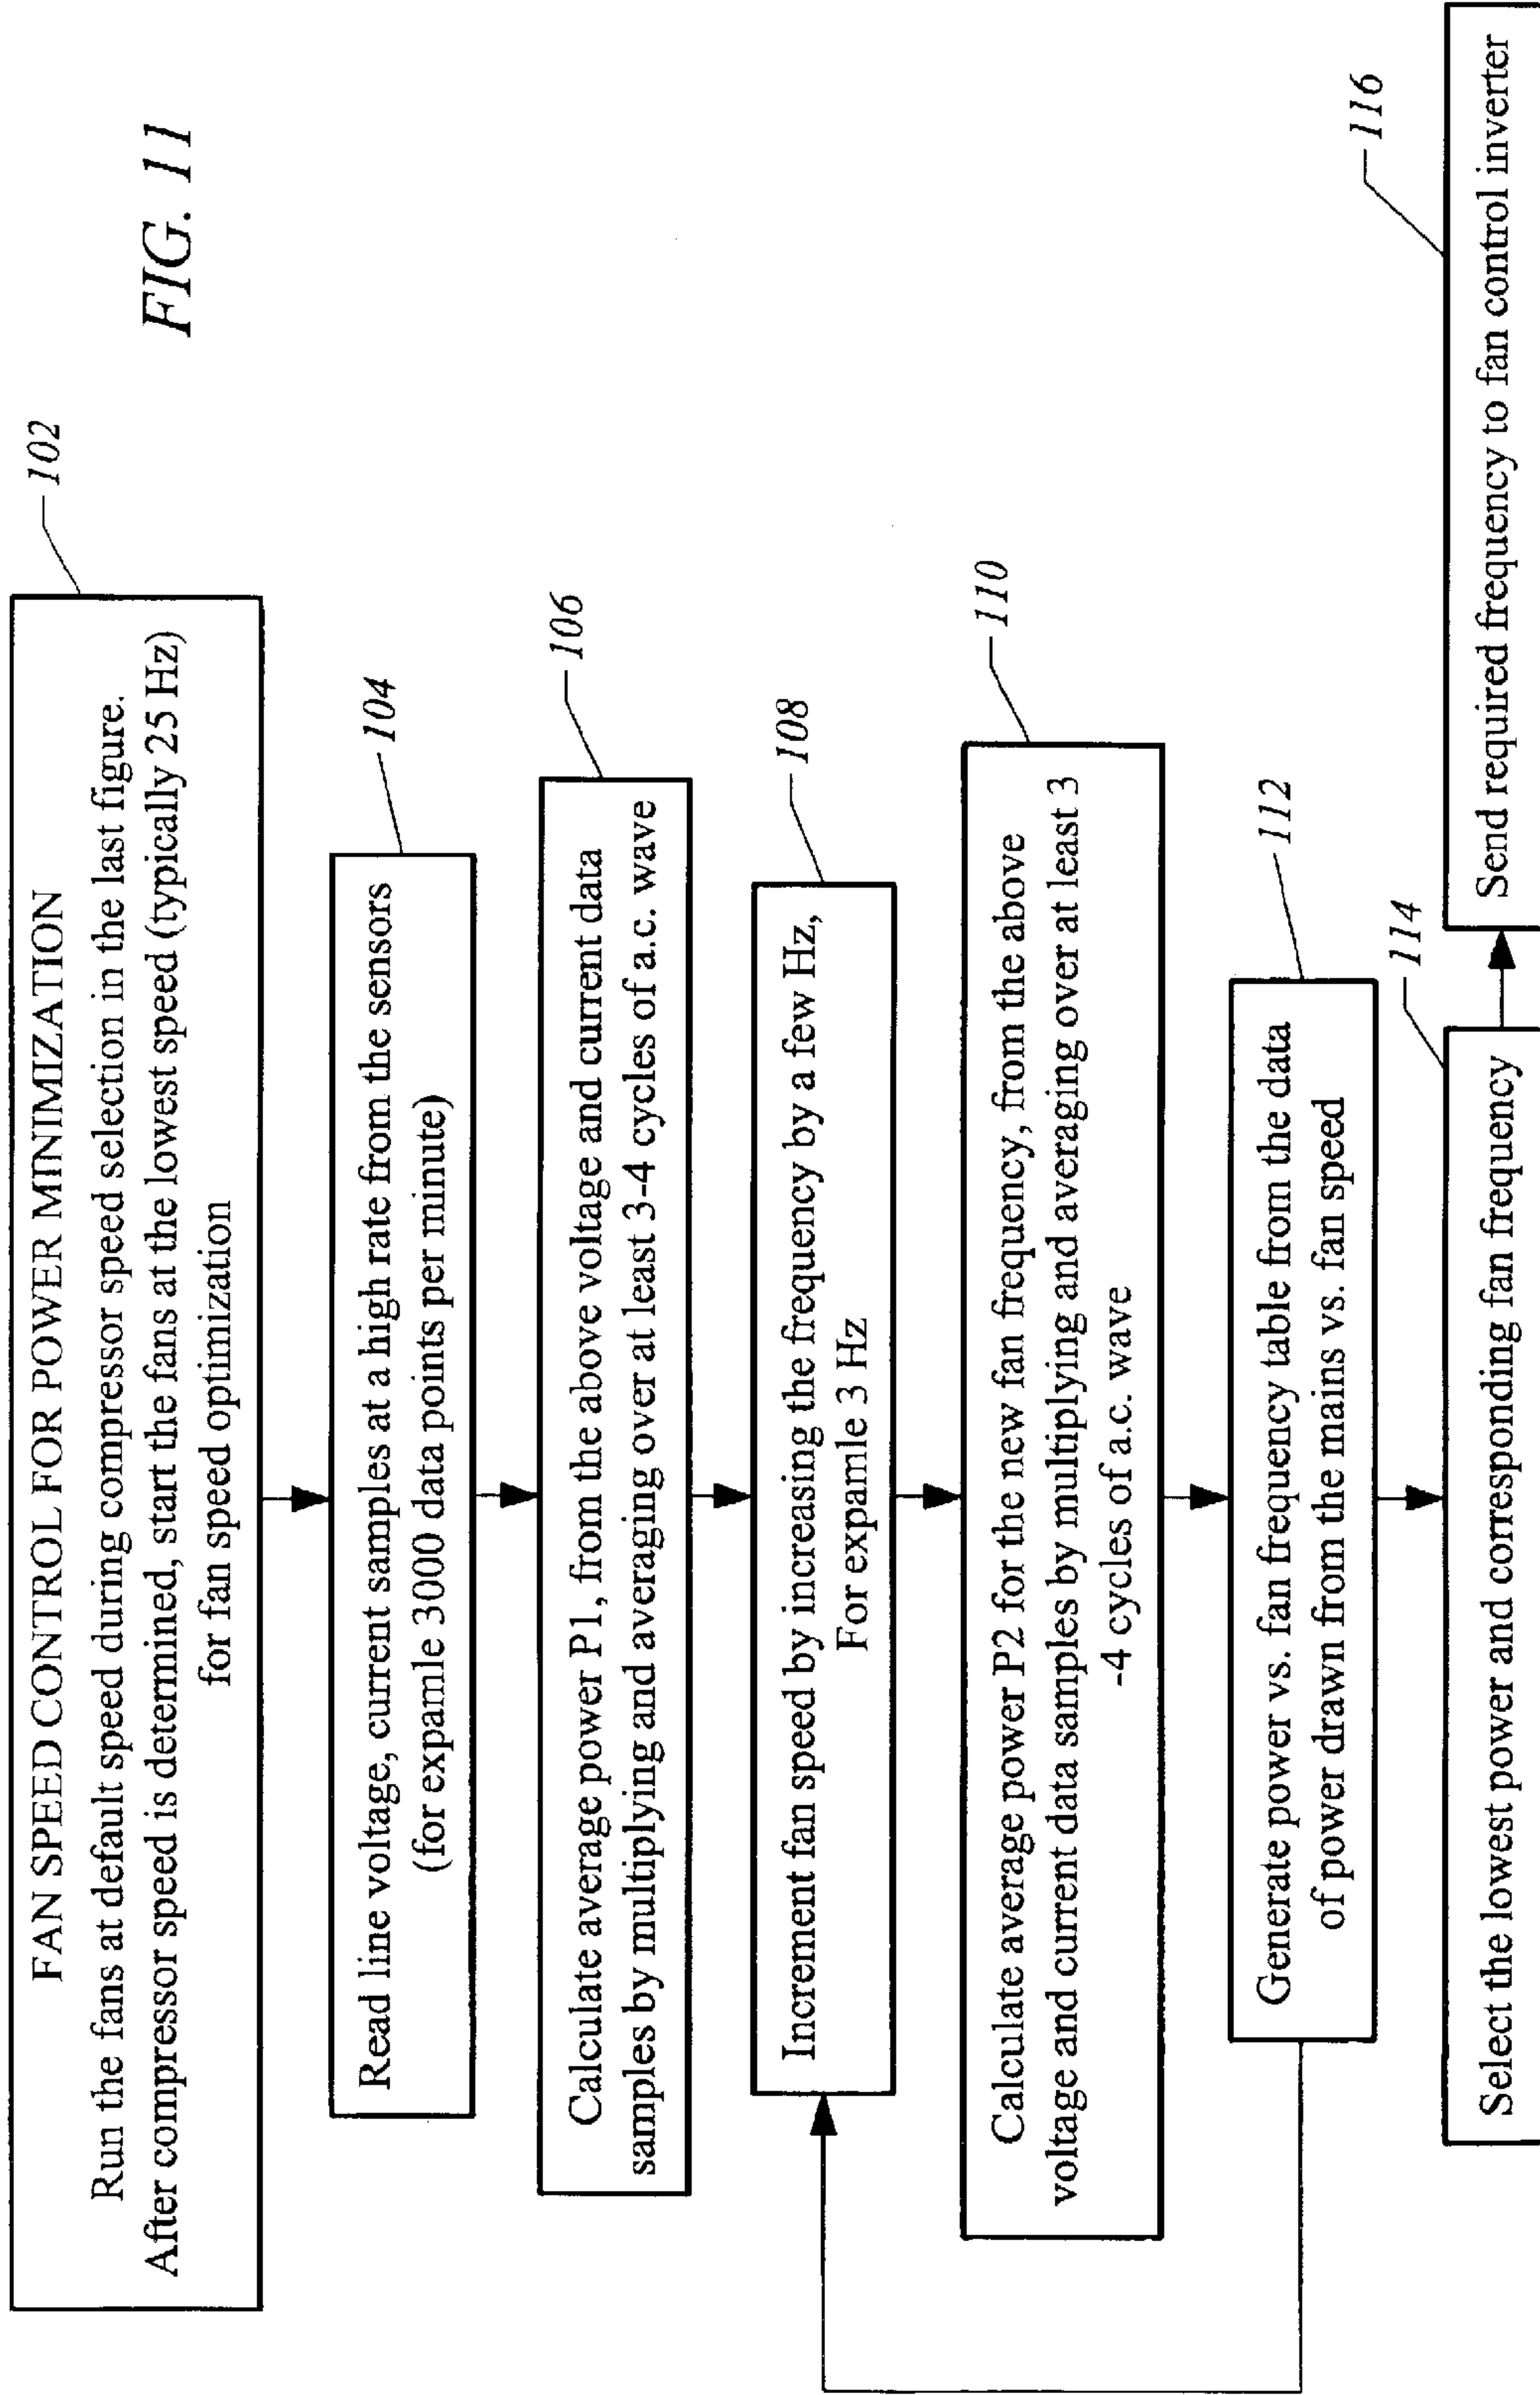 FIG. 11
102
FAN SPEED CONTROL FOR POWER MINIMIZATION
Run the fans at default speed during compressor speed selection in the last figure.
After compressor speed is determined, start the fans at the lowest speed (typically 25 Hz)
for fan speed optimization
104
Read line voltage, current samples at a high rate from the sensors
(for expamle 3000 data points per minute)
106
Calculate average power P1, from the above voltage and current data
samples by multiplying and averaging over at least 3-4 cycles of a.c. wave
108
Increment fan speed by increasing the frequency by a few Hz,
For expamle 3 Hz
110
Calculate average power P2 for the new fan frequency, from the above
voltage and current data samples by multiplying and averaging over at least 3
-4 cycles of a.c. wave
112
Generate power vs. fan frequency table from the data
of power drawn from the mains vs. fan speed
114
Select the lowest power and corresponding fan frequency
116
Send required frequency to fan control inverter